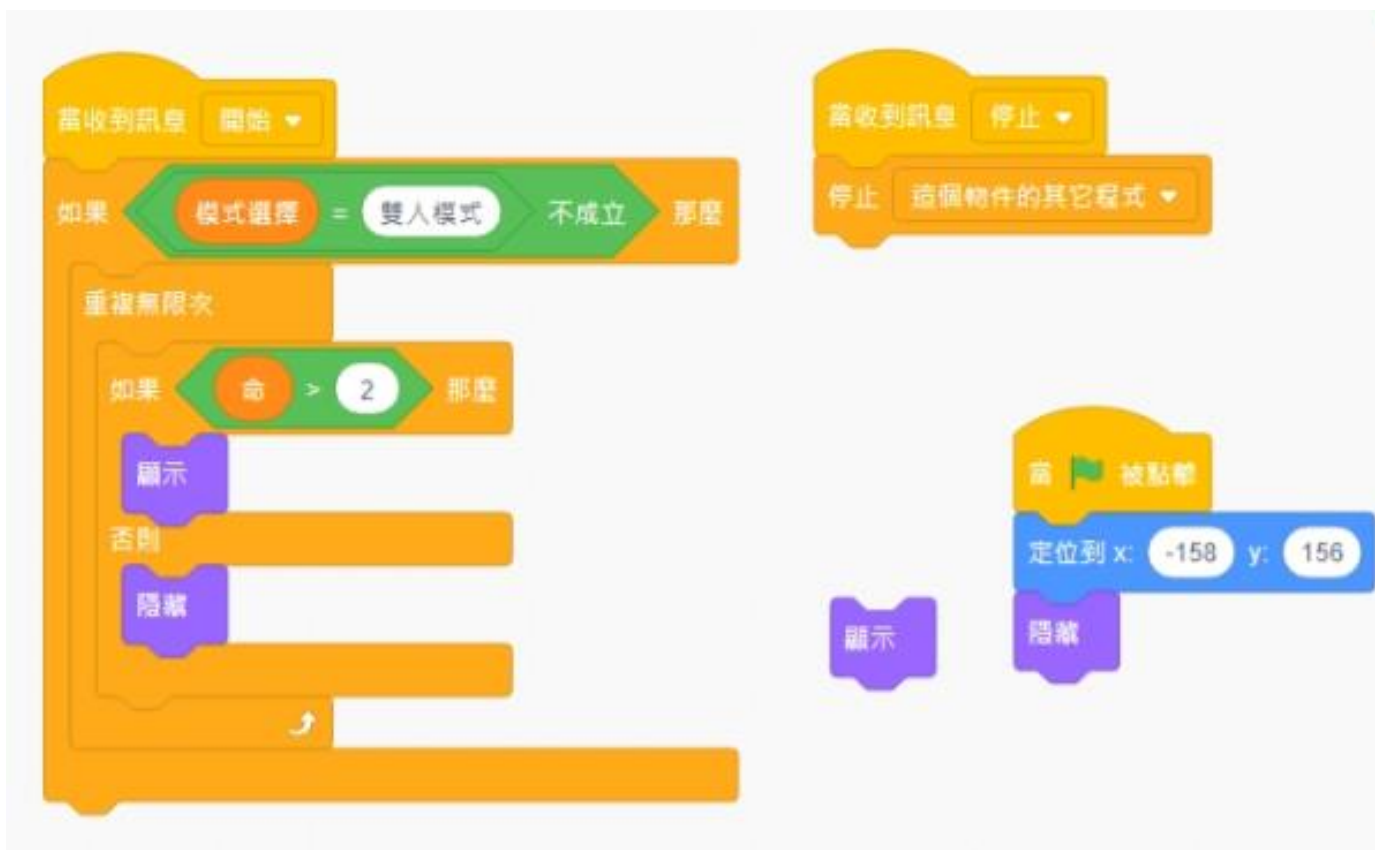 當收到訊息 開始
如果 模式選擇 = 雙人模式 不成立 那麼
重複無限次
如果 命 > 2 那麼
顯示
否則
隱藏
當收到訊息 停止
停止 這個物件的其它程式
當 被點擊
定位到 x: -158 y: 156
隱藏
顯示